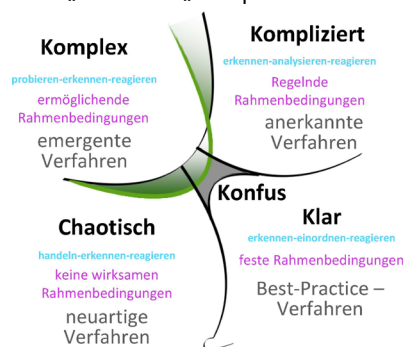 Komplex
probieren-erkennen-reagieren
ermöglichende
Rahmenbedingungen
emergente
Verfahren
Kompliziert
erkennen-analysieren-reagieren
Regelnde
Rahmenbedingungen
anerkannte
Verfahren
Konfus
Chaotisch
handeln-erkennen-reagieren
keine wirksamen
Rahmenbedingungen
neuartige
Verfahren
Klar
erkennen-einordnen-reagieren
feste Rahmenbedingungen
Best-Practice –
Verfahren